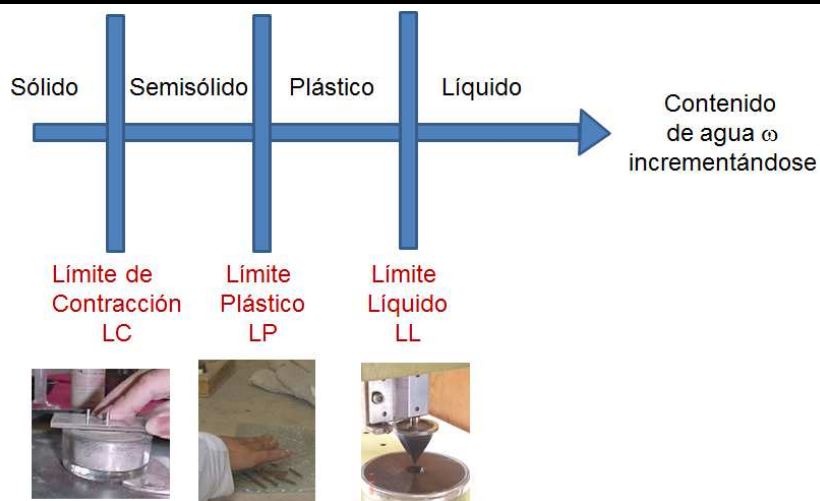 Sólido
Semisólido
Plástico
Líquido
Contenido
de agua ω
incrementándose
Límite de
Contracción
LC
Límite
Plástico
LP
Límite
Líquido
LL